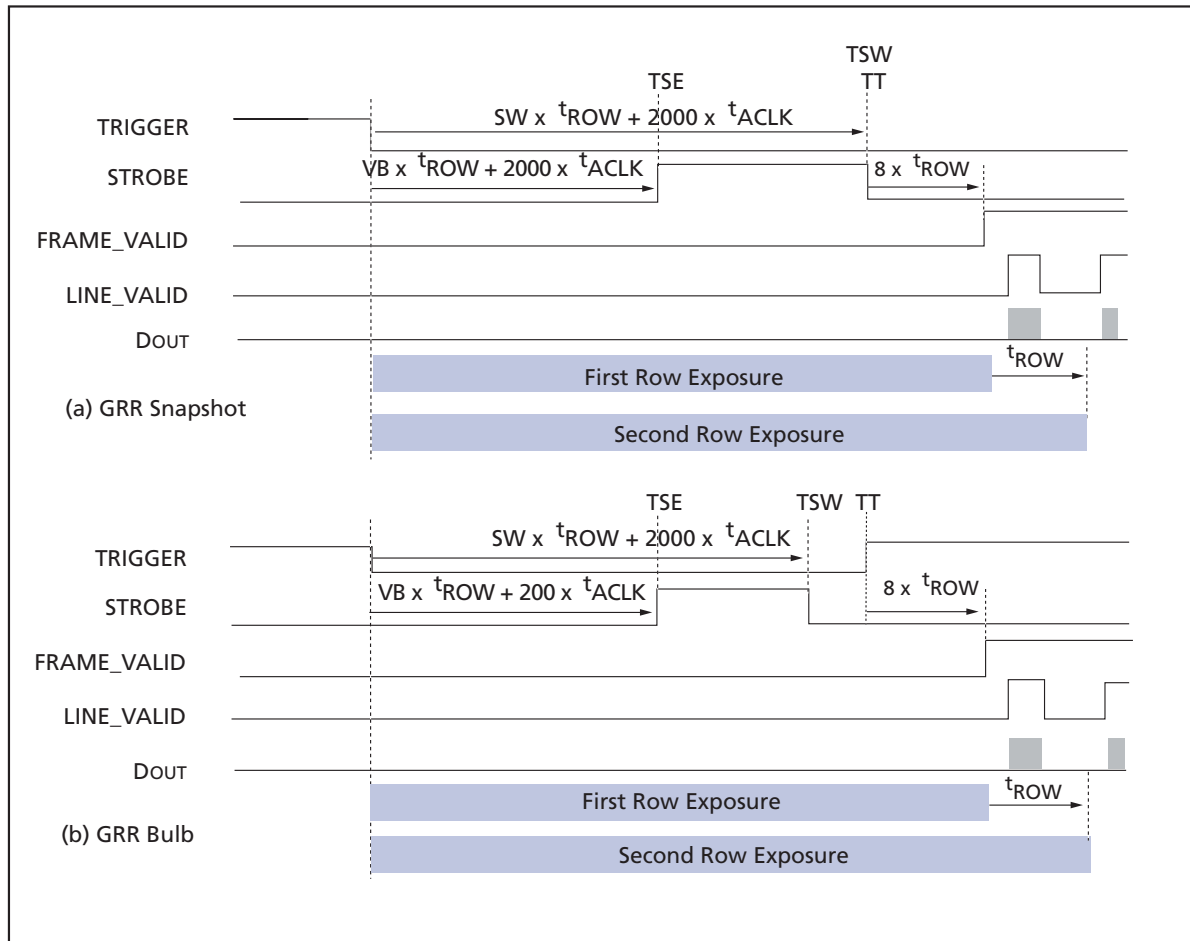 TSW
TSE TT
SW x tROW + 2000 x tACLK
TRIGGER
VB x tROW + 2000 x tACLK
8 x tROW
STROBE
FRAME_VALID
LINE_VALID
DOUT
First Row Exposure
tROW
(a) GRR Snapshot
Second Row Exposure
TSE TSW TT
SW x tROW + 2000 x tACLK
TRIGGER
VB x tROW + 200 x tACLK
8 x tROW
STROBE
FRAME_VALID
LINE_VALID
DOUT
First Row Exposure
tROW
(b) GRR Bulb
Second Row Exposure